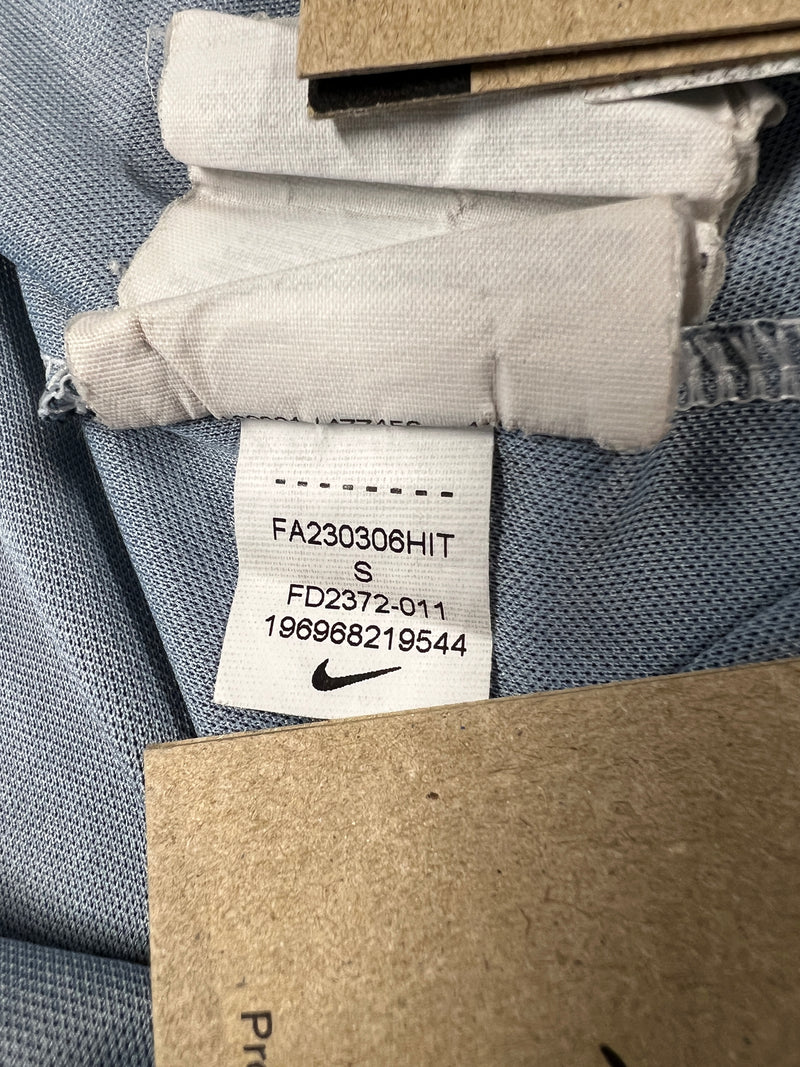 --------
FA230306HIT
S
FD2372-011
196968219544